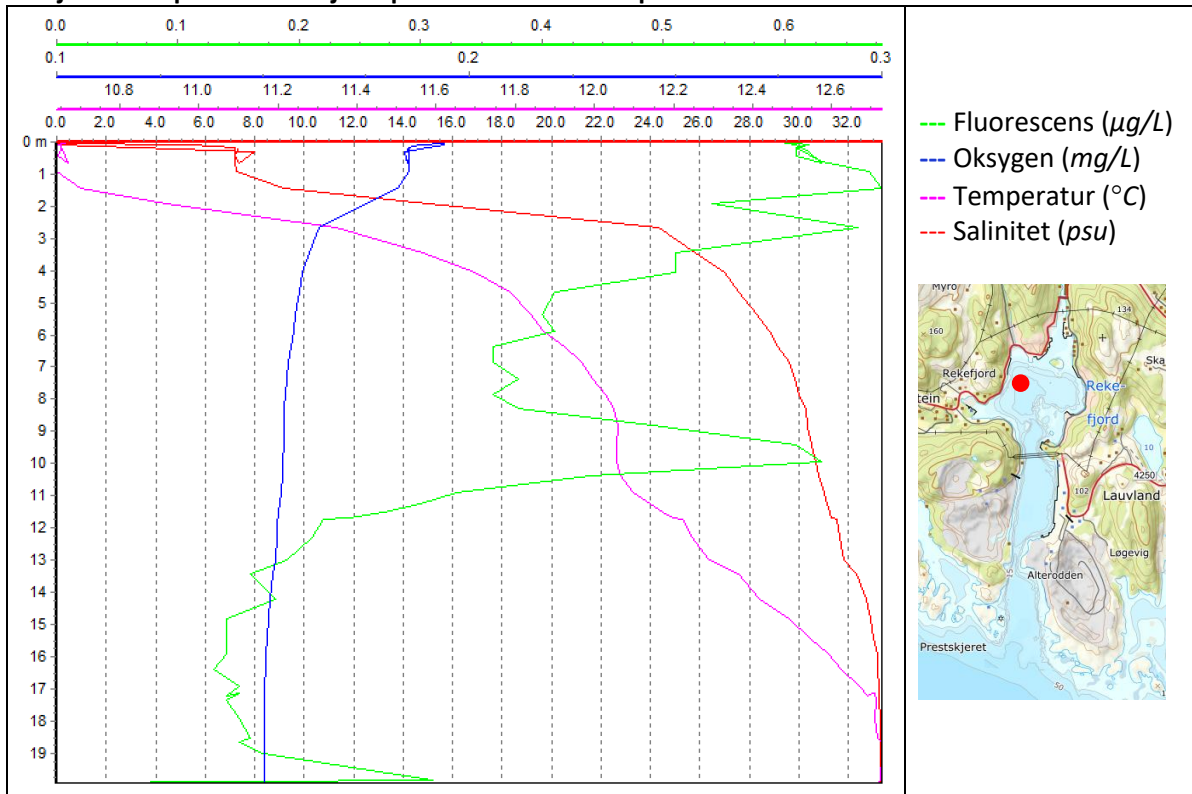 0.0 0.1 0.2 0.3 0.4 0.5 0.6
0.1 0.2 0.3
10.8 11.0 11.2 11.4 11.6 11.8 12.0 12.2 12.4 12.6
0.0 2.0 4.0 6.0 8.0 10.0 12.0 14.0 16.0 18.0 20.0 22.0 24.0 26.0 28.0 30.0 32.0
0 m
1
2
3
4
5
6
7
8
9
10
11
12
13
14
15
16
17
18
19
Fluorescens (µg/L)
Oksygen (mg/L)
Temperatur (°C)
Salinitet (psu)
Myro
134
160
Ska
Rekefjord
Reke-
tein
fjord
10
4250
102
Lauvland
Løgevig
15
Alterodden
Prestskjeret
50